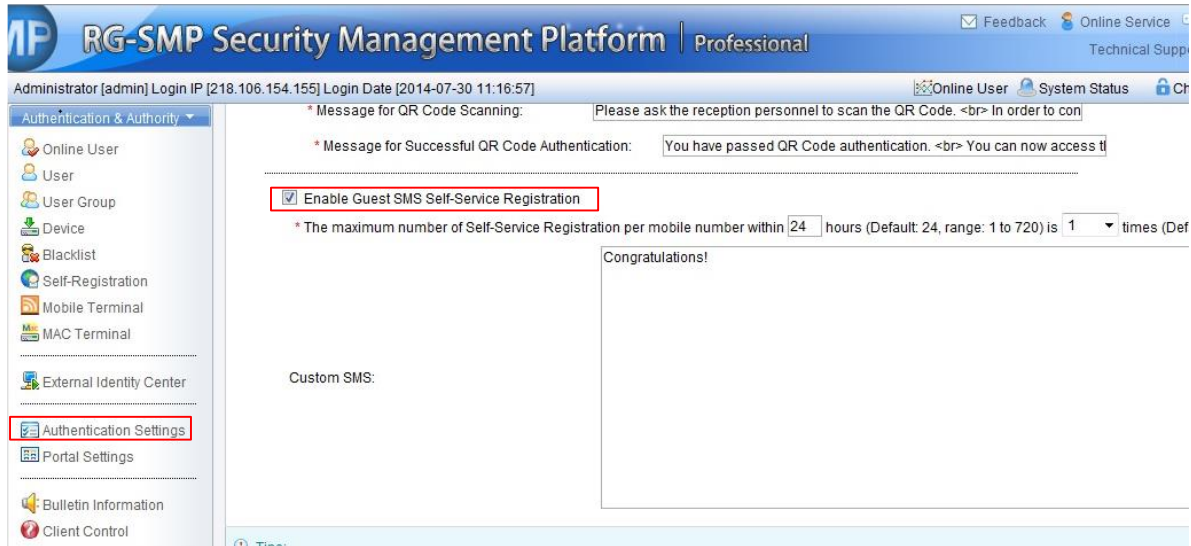 MP RG-SMP Security Management Platform | Professional
Feedback Online Service
Technical Suppo
Administrator [admin] Login IP [218.106.154.155] Login Date [2014-07-30 11:16:57] Online User System Status Ch
Authentication & Authority
Online User
User
User Group
Device
Blacklist
Self-Registration
Mobile Terminal
MAC Terminal
External Identity Center
Authentication Settings
Portal Settings
Bulletin Information
Client Control
* Message for QR Code Scanning: Please ask the reception personnel to scan the QR Code. <br> In order to con
* Message for Successful QR Code Authentication: You have passed QR Code authentication. <br> You can now access th
Enable Guest SMS Self-Service Registration
* The maximum number of Self-Service Registration per mobile number within 24 hours (Default: 24, range: 1 to 720) is 1 times (Def
Congratulations!
Custom SMS: